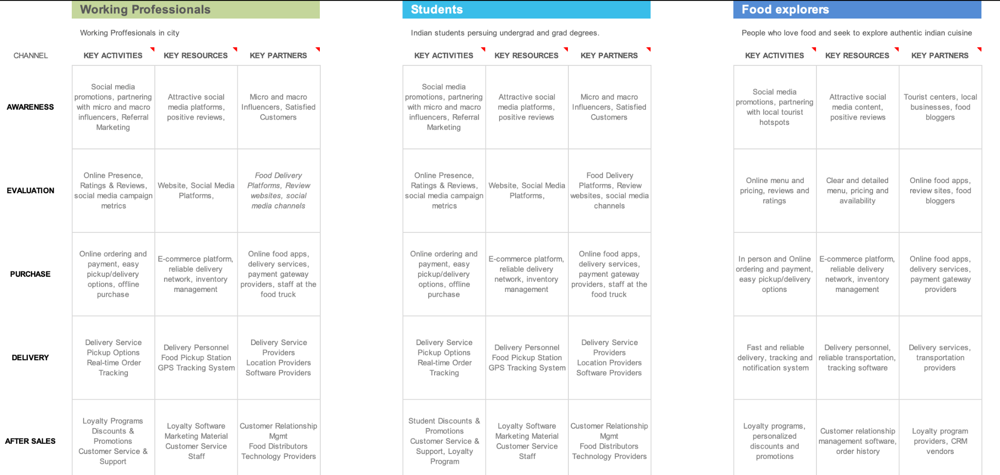 Working Professionals
Students
Food explorers
Working Proffesionals in city
Indian students persuing undergrad and grad degrees.
People who love food and seek to explore authentic indian cuisine
CHANNEL
KEY ACTIVITIES
KEY RESOURCES
KEY PARTNERS
KEY ACTIVITIES
KEY RESOURCES
KEY PARTNERS
KEY ACTIVITIES
KEY RESOURCES
KEY PARTNERS
AWARENESS
Social media
promotions, partnering
with micro and macro
influencers, Referral
Marketing
Attractive social
media platforms,
positive reviews,
Micro and macro
Influencers, Satisfied
Customers
Social media
promotions, partnering
with micro and macro
influencers, Referral
Marketing
Attractive social
media platforms,
positive reviews
Micro and macro
Influencers, Satisfied
Customers
Social media
promotions, partnering
with local tourist
hotspots
Attractive social
media content,
positive reviews
Tourist centers, local
businesses, food
bloggers
EVALUATION
Online Presence,
Ratings & Reviews,
social media campaign
metrics
Website, Social Media
Platforms,
Food Delivery
Platforms, Review
websites, social
media channels
Online Presence,
Ratings & Reviews,
social media campaign
metrics
Website, Social Media
Platforms,
Food Delivery
Platforms, Review
websites, social media
channels
Online menu and
pricing, reviews and
ratings
Clear and detailed
menu, pricing and
availability
Online food apps,
review sites, food
bloggers
PURCHASE
Online ordering and
payment, easy
pickup/delivery
options, offline
purchase
E-commerce platform,
reliable delivery
network, inventory
management
Online food apps,
delivery services,
payment gateway
providers, staff at the
food truck
Online ordering and
payment, easy
pickup/delivery
options, offline
purchase
E-commerce platform,
reliable delivery
network, inventory
management
Online food apps,
delivery services,
payment gateway
providers, staff at the
food truck
In person and Online
ordering and payment,
easy pickup/delivery
options
E-commerce platform,
reliable delivery
network, inventory
management
Online food apps,
delivery services,
payment gateway
providers
DELIVERY
Delivery Service
Pickup Options
Real-time Order
Tracking
Delivery Personnel
Food Pickup Station
GPS Tracking System
Delivery Service
Providers
Location Providers
Software Providers
Delivery Service
Pickup Options
Real-time Order
Tracking
Delivery Personnel
Food Pickup Station
GPS Tracking System
Delivery Service
Providers
Location Providers
Software Providers
Fast and reliable
delivery, tracking and
notification system
Delivery personnel,
reliable transportation,
tracking software
Delivery services,
transportation
providers
AFTER SALES
Loyalty Programs
Discounts &
Promotions
Customer Service &
Support
Loyalty Software
Marketing Material
Customer Service
Staff
Customer Relationship
Mgmt
Food Distributors
Technology Providers
Student Discounts &
Promotions
Customer Service &
Support, Loyalty
Program
Loyalty Software
Marketing Material
Customer Service
Staff
Customer Relationship
Mgmt
Food Distributors
Technology Providers
Loyalty programs,
personalized
discounts and
promotions
Customer relationship
management software,
order history
Loyalty program
providers, CRM
vendors